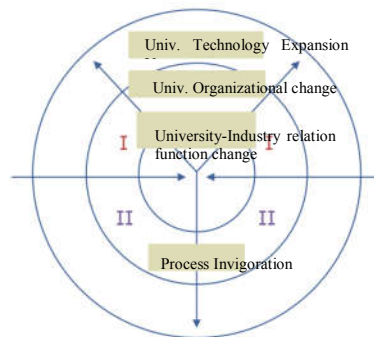 Univ. Technology Expansion
Univ. Organizational change
I
University-Industry relation
I
function change
II
II
Process Invigoration